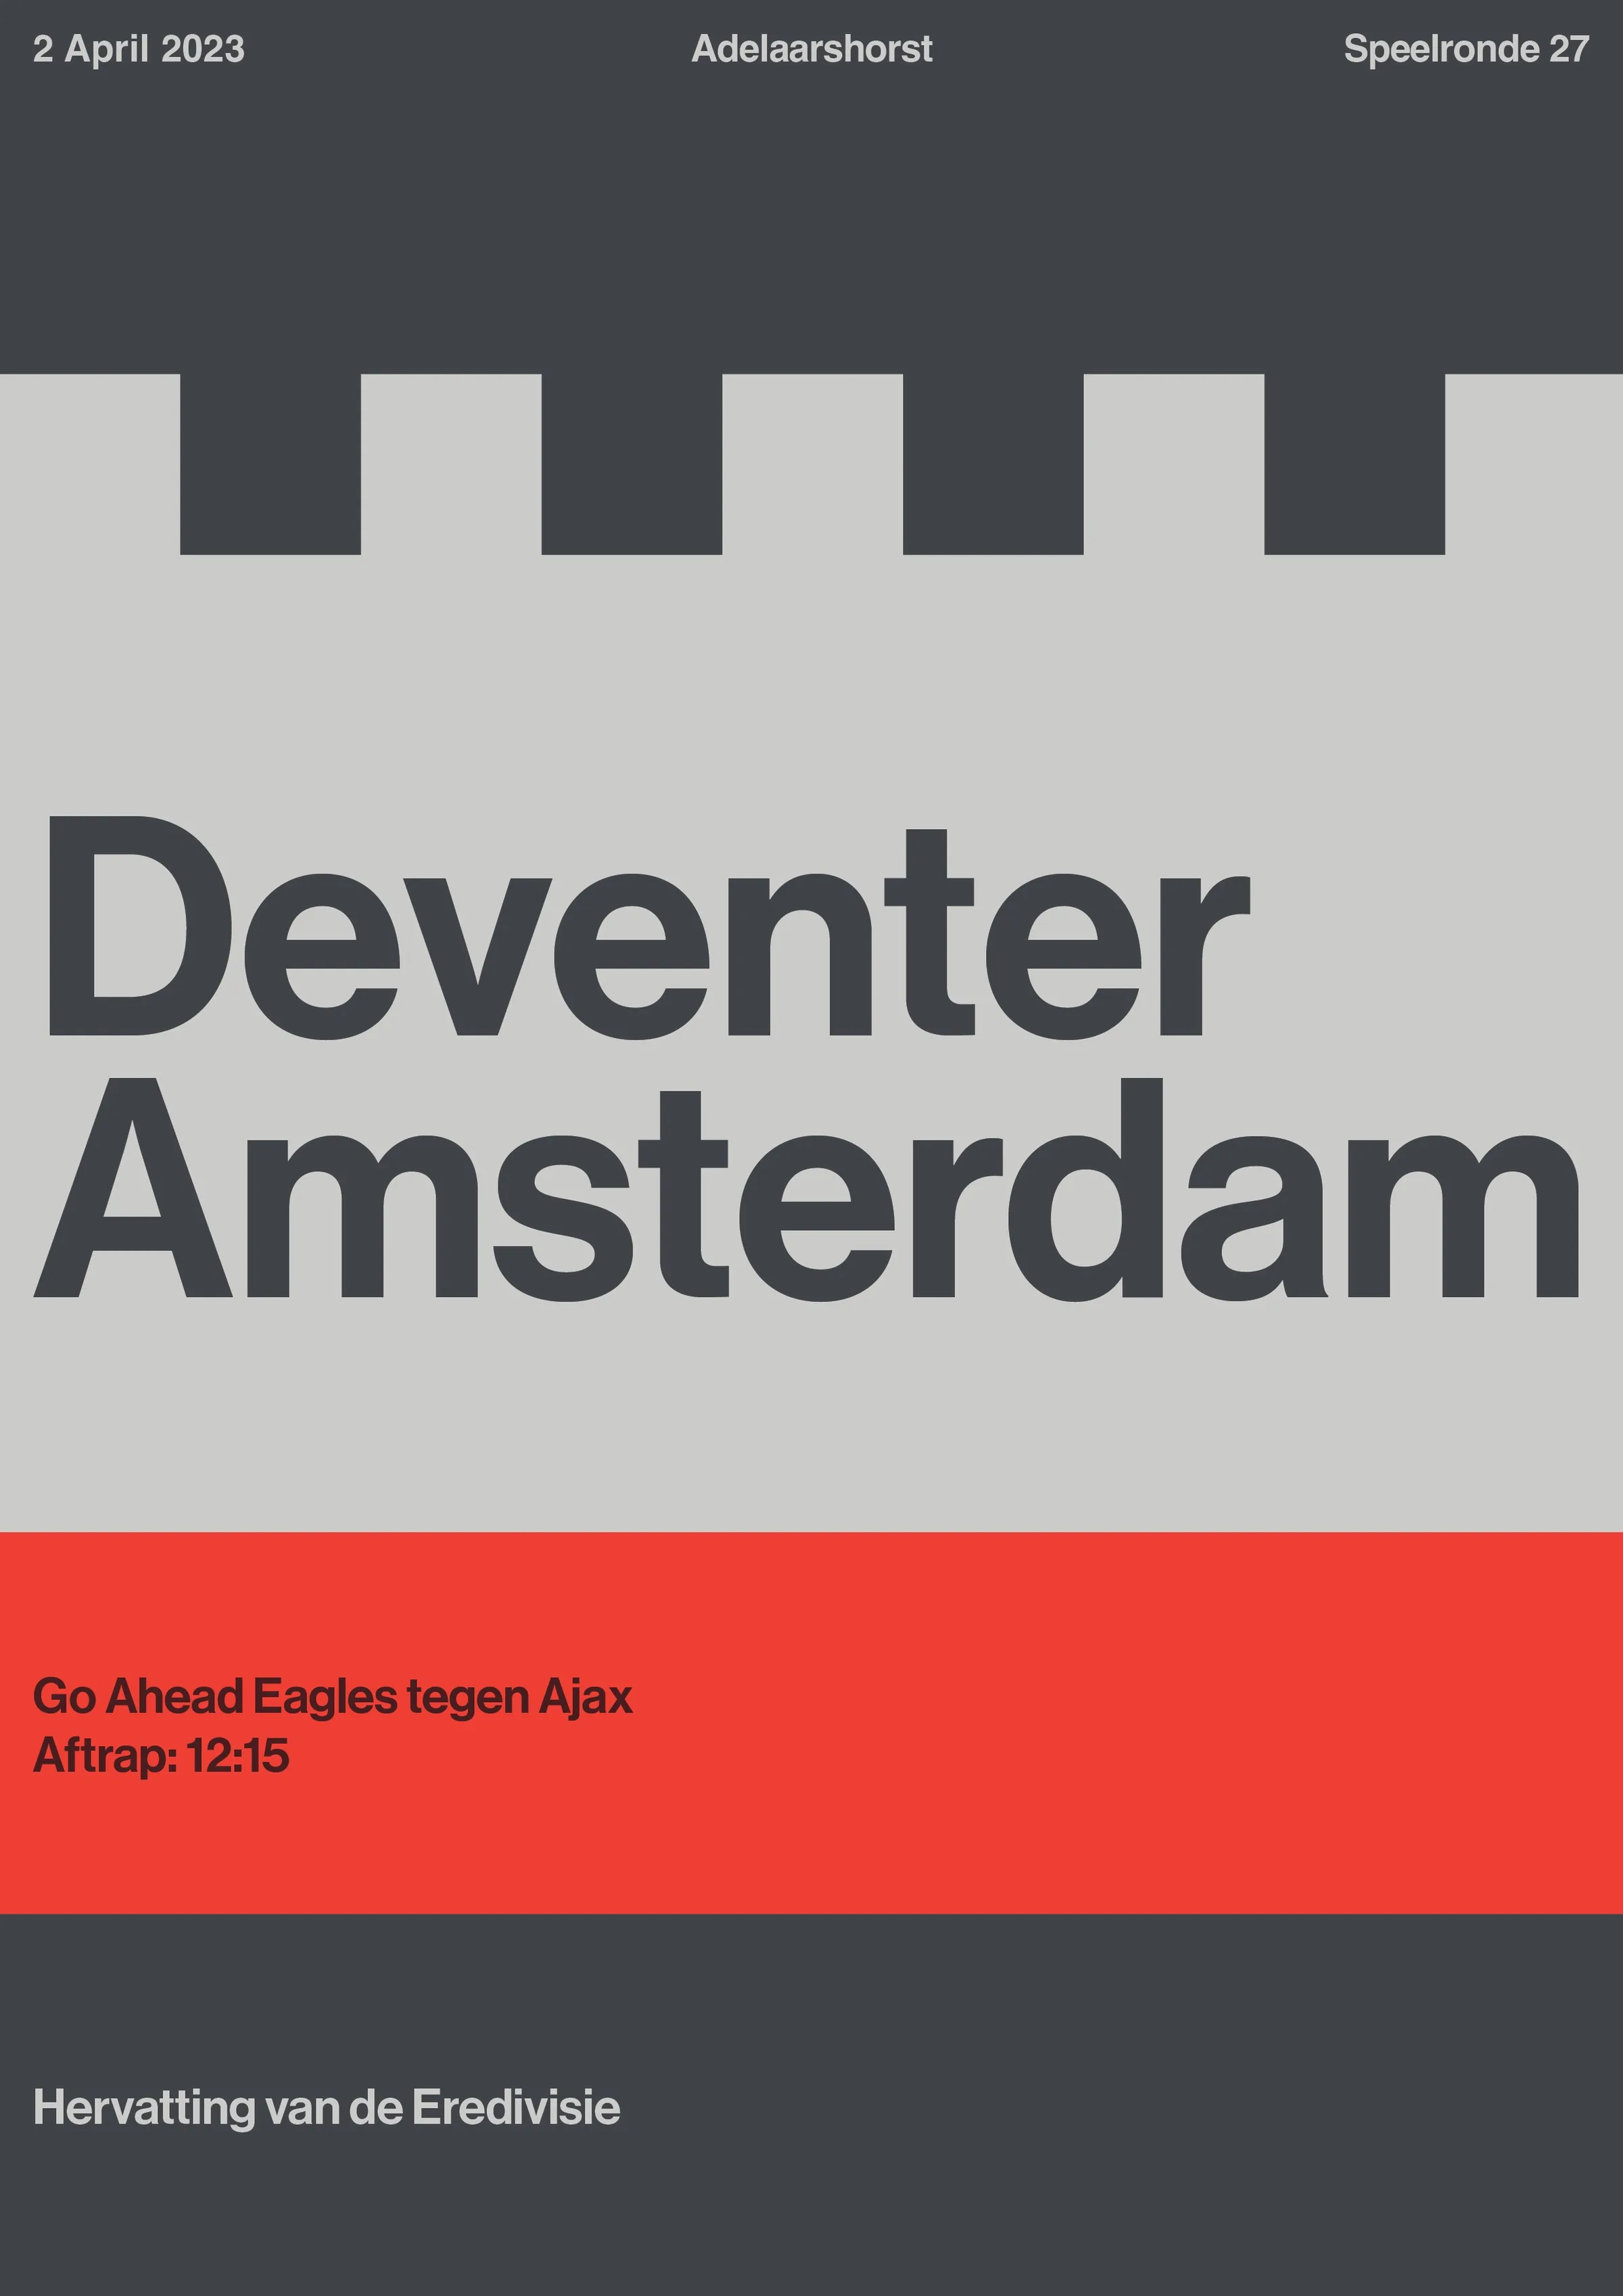 2 April 2023
Adelaarshorst
Speelronde 27
Deventer
Amsterdam
Go Ahead Eagles tegen Ajax
Aftrap: 12:15
Hervatting van de Eredivisie